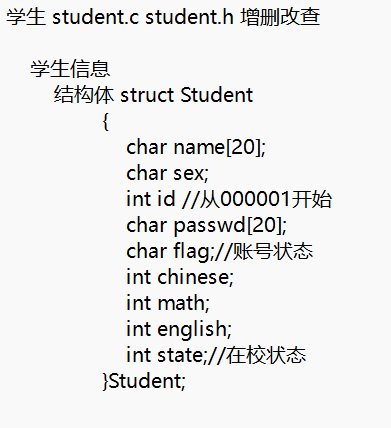 学生 student.c student.h 增删改查
学生信息
结构体 struct Student
{
char name[20];
char sex;
int id //从000001开始
char passwd[20];
char flag;//账号状态
int chinese;
int math;
int english;
int state;//在校状态
}Student;